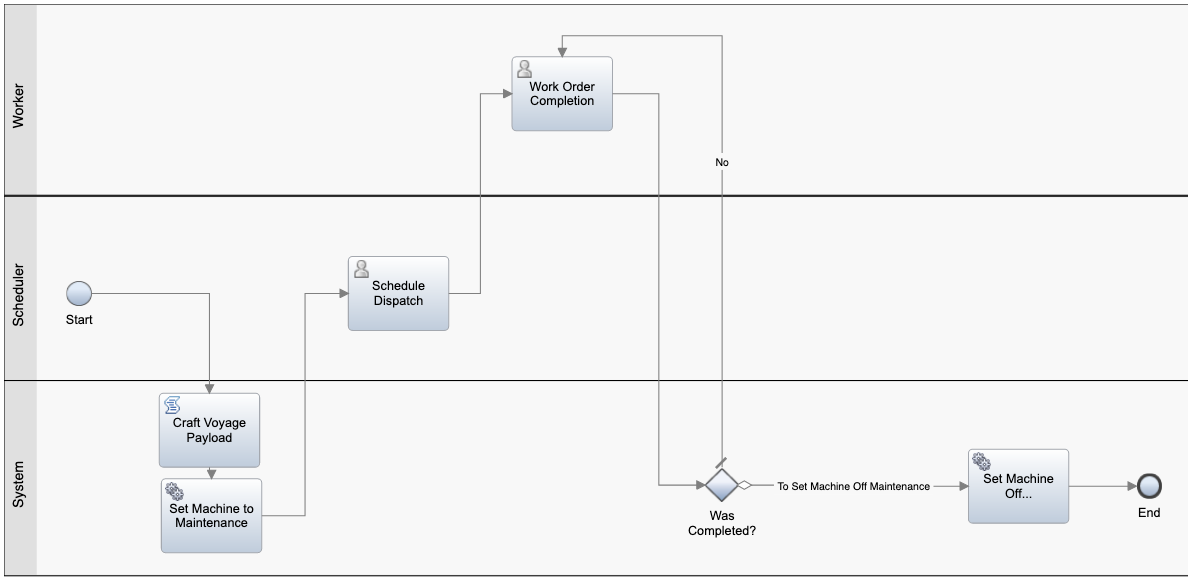 Worker
Work Order
Completion
No
Scheduler
Start
Schedule
Dispatch
System
Craft Voyage
Payload
Set Machine to
Maintenance
Was
Completed?
To Set Machine Off Maintenance
Set Machine
Off...
End